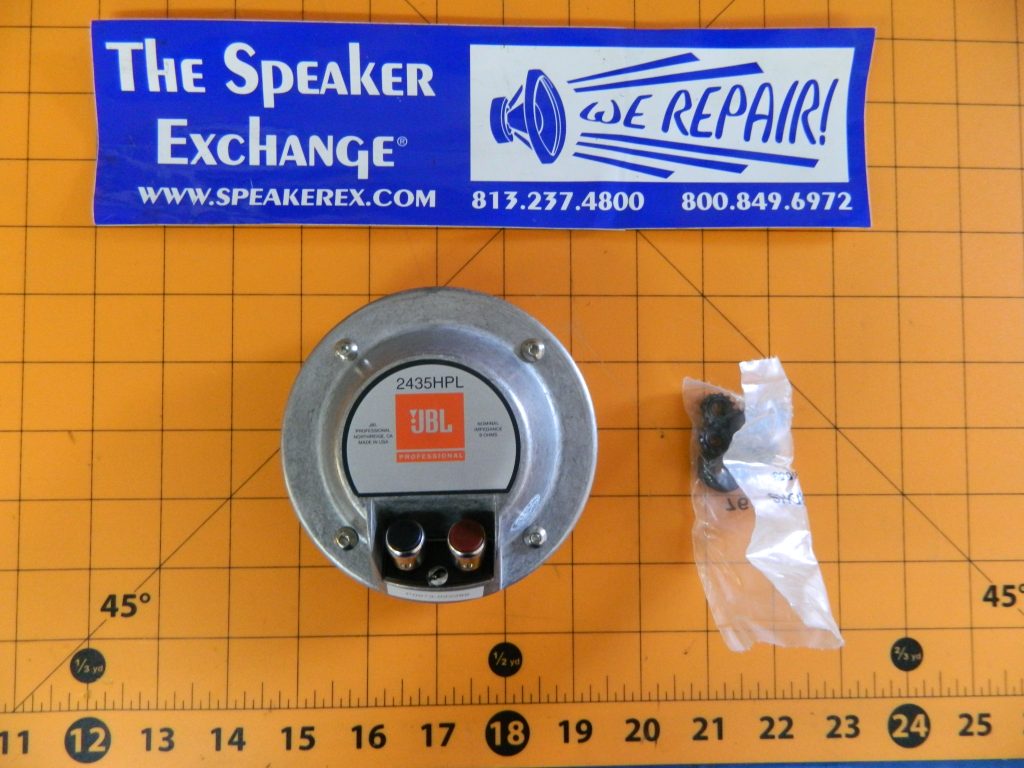 The Speaker
Exchange®
www.speakerex.com
WE REPAIR!
813.237.4800 800.849.6972
2435HPL
JBL
PROFESSIONAL
JBL
PROFESSIONAL
NORTHRIDGE, CA
MADE IN USA
NOMINAL
IMPEDANCE
8 OHMS
76
45°
45°
1/3 yd
1/2 yd
2/3 yd
11 12 13 14 15 16 17 18 19 20 21 22 23 24 25